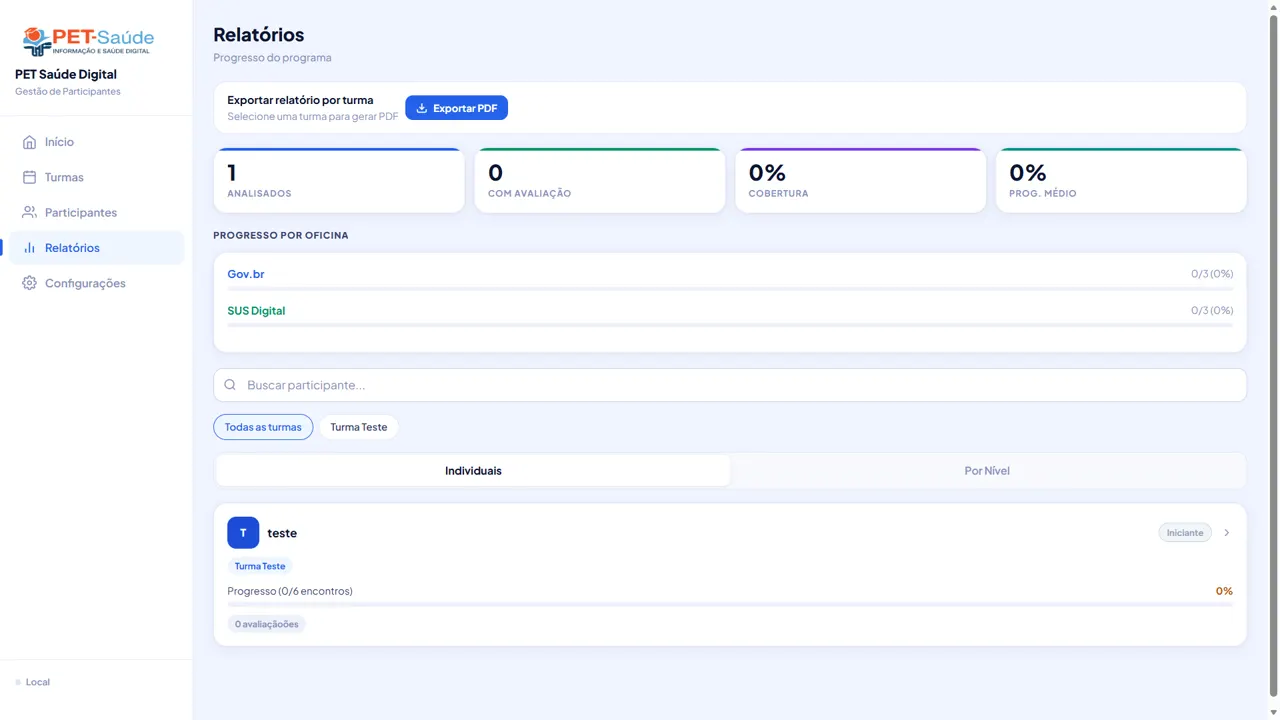 PET-Saúde
INFORMAÇÃO E SAÚDE DIGITAL
PET Saúde Digital
Gestão de Participantes
Início
Turmas
Participantes
Relatórios
Configurações
Local
Relatórios
Progresso do programa
Exportar relatório por turma
Selecione uma turma para gerar PDF
Exportar PDF
1
ANALISADOS
0
COM AVALIAÇÃO
0%
COBERTURA
0%
PROG. MÉDIO
PROGRESSO POR OFICINA
Gov.br 0/3 (0%)
SUS Digital 0/3 (0%)
Buscar participante...
Todas as turmas Turma Teste
Individuais Por Nível
T teste Iniciante
Turma Teste
Progresso (0/6 encontros) 0%
0 avaliaçãoões